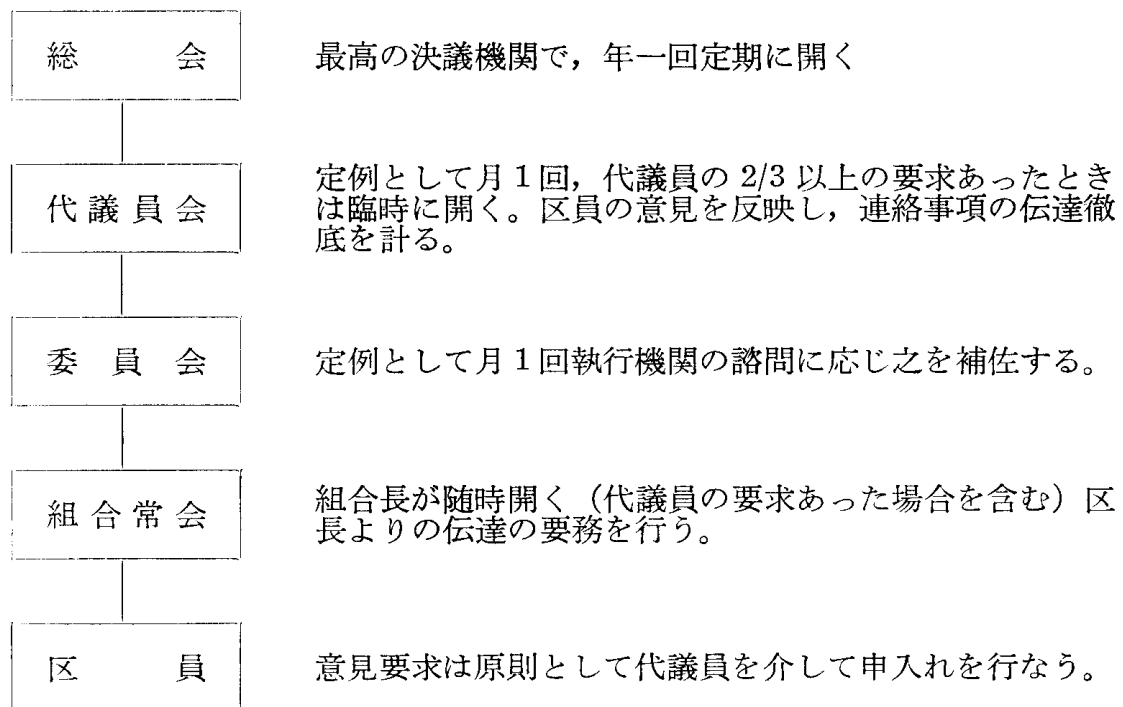 総会
最高の決議機関で，年一回定期に開く
代議員会
定例として月1回，代議員の 2/3 以上の要求あったとき
は臨時に開く。区員の意見を反映し，連絡事項の伝達徹
底を計る。
委員会
定例として月1回執行機関の諮問に応じ之を補佐する。
組合常会
組合長が随時開く（代議員の要求あった場合を含む）区
長よりの伝達の要務を行う。
区員
意見要求は原則として代議員を介して申入れを行なう。